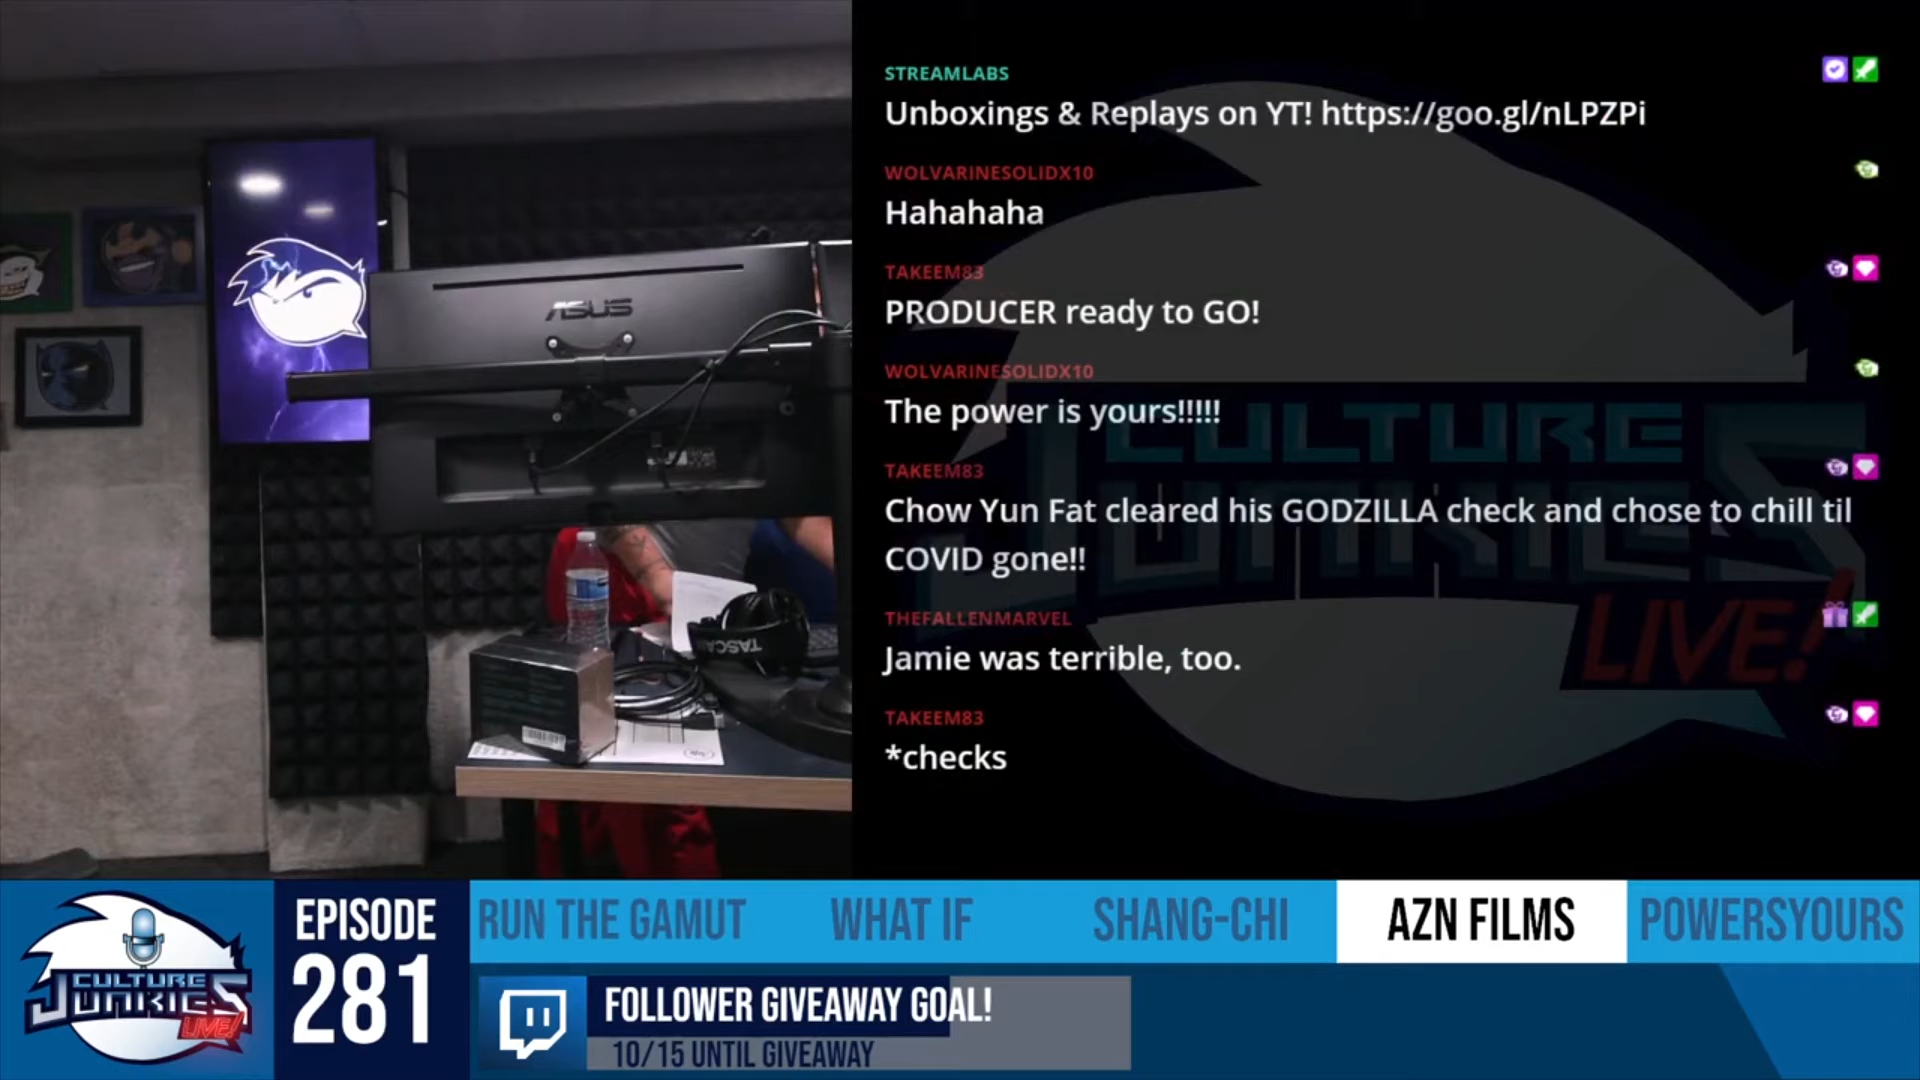 STREAMLABS
Unboxings & Replays on YT! https://goo.gl/nLPZPi
WOLVARINESOLIDX10
Hahahaha
TAKEEM83
PRODUCER ready to GO!
WOLVARINESOLIDX10
The power is yours!!!!!
TAKEEM83
Chow Yun Fat cleared his GODZILLA check and chose to chill til
COVID gone!!
THEFALLENMARVEL
Jamie was terrible, too.
TAKEEM83
*checks
CULTURE
JUNKIES
LIVE!
ASUS
TASCAM
CULTURE
JUNKIES
LIVE!
EPISODE
281
RUN THE GAMUT
WHAT IF
SHANG-CHI
AZN FILMS
POWERSYOURS
FOLLOWER GIVEAWAY GOAL!
10/15 UNTIL GIVEAWAY